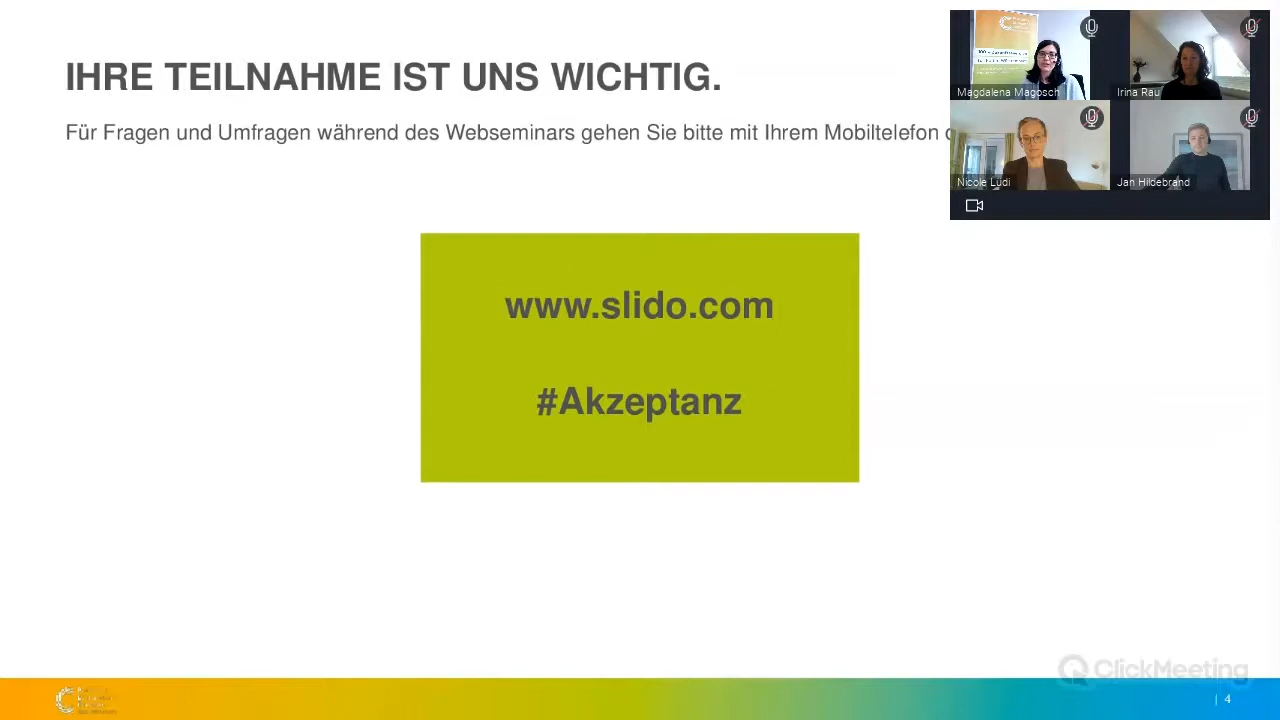 IHRE TEILNAHME IST UNS WICHTIG.
Für Fragen und Umfragen während des Webseminars gehen Sie bitte mit Ihrem Mobiltelefon
www.slido.com
#Akzeptanz
Magdalena Magosch
Irina Rau
Nicole Ludi
Jan Hildebrand
ClickMeeting
| 4